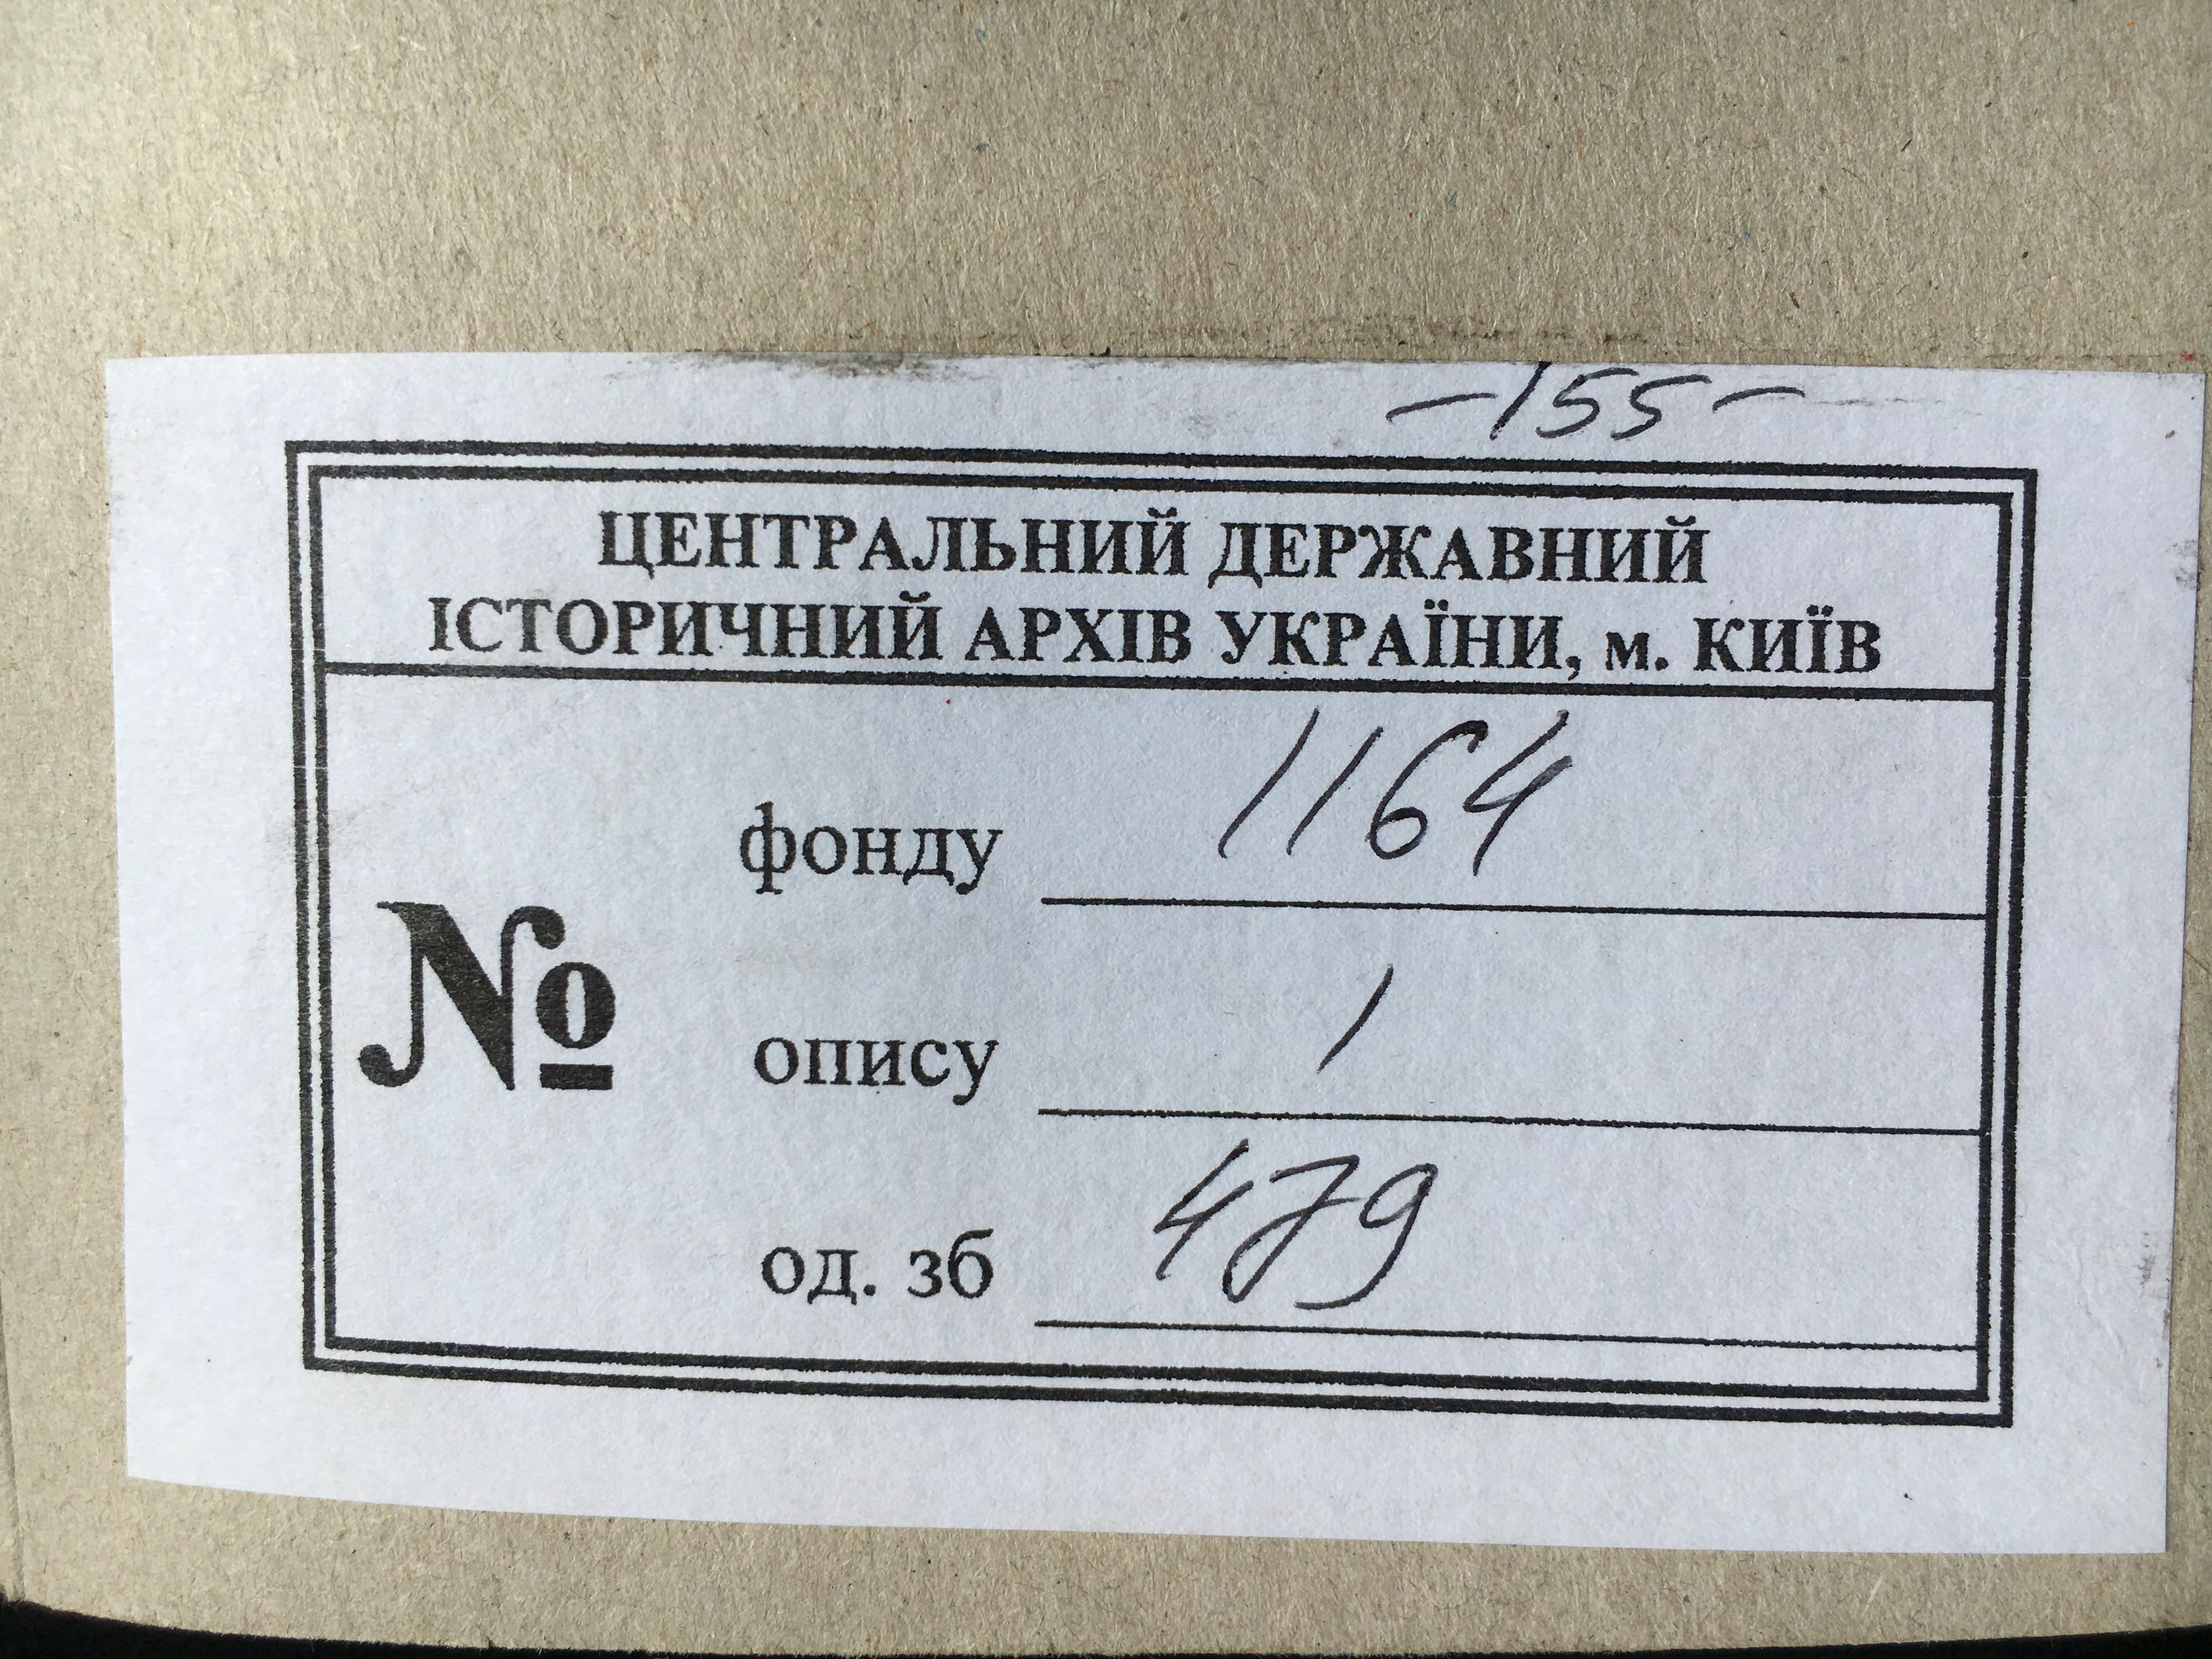 -155-
ЦЕНТРАЛЬНИЙ ДЕРЖАВНИЙ
ІСТОРИЧНИЙ АРХІВ УКРАЇНИ, м. КИЇВ
№
фонду 1164
опису 1
од. зб 479